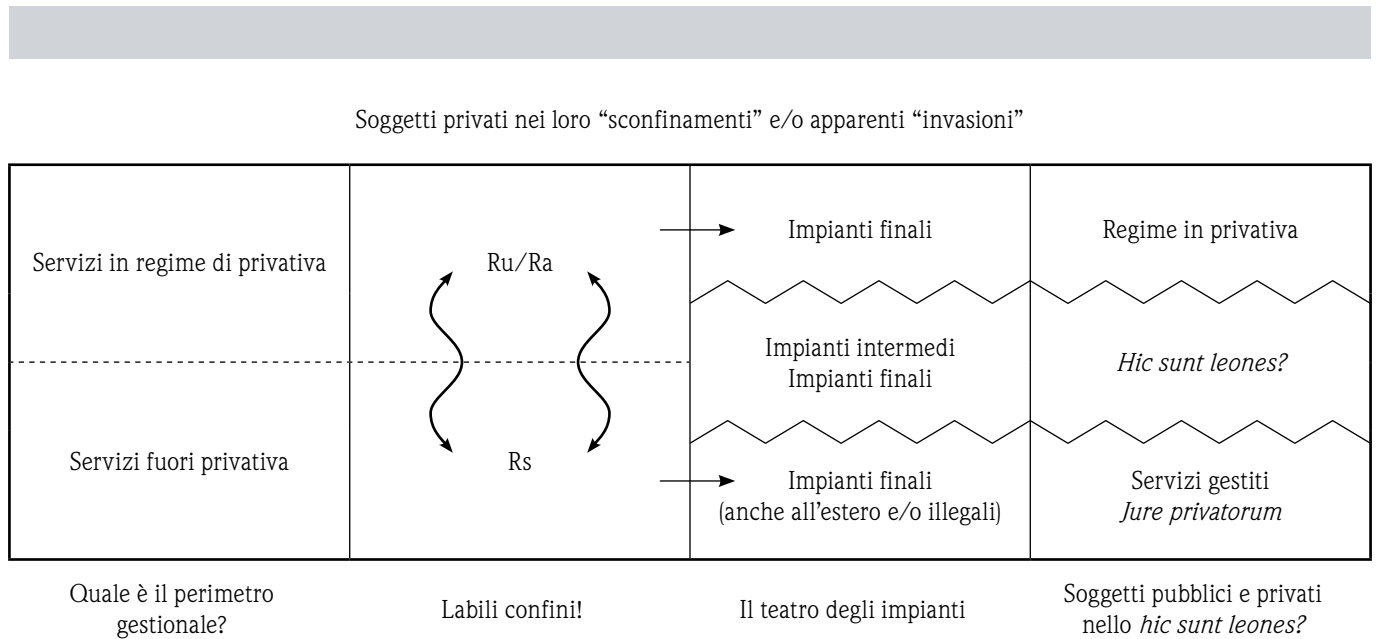 Soggetti privati nei loro “sconfinamenti” e/o apparenti “invasioni”
Servizi in regime di privativa
Servizi fuori privativa
Ru/Ra
Rs
Impianti finali
Impianti intermedi
Impianti finali
Impianti finali
(anche all'estero e/o illegali)
Regime in privativa
Hic sunt leones?
Servizi gestiti
Jure privatorum
Quale è il perimetro
gestionale?
Labili confini!
Il teatro degli impianti
Soggetti pubblici e privati
nello hic sunt leones?